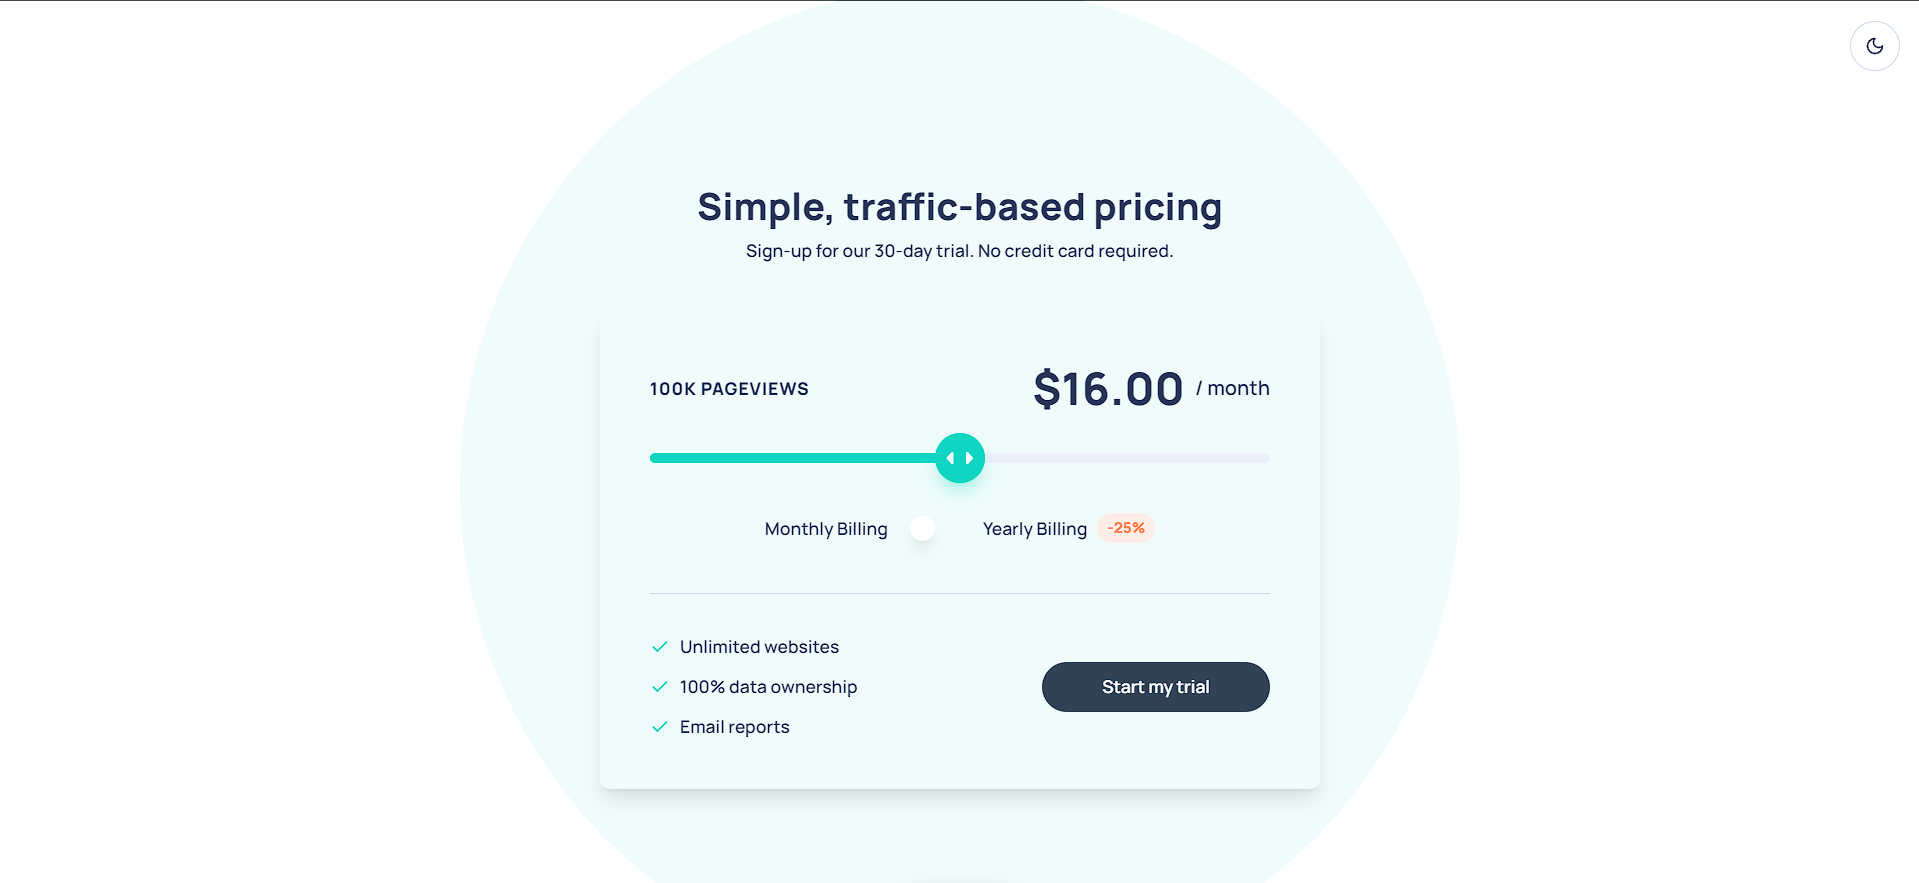 Simple, traffic-based pricing
Sign-up for our 30-day trial. No credit card required.
100K PAGEVIEWS
$16.00 / month
Monthly Billing
Yearly Billing -25%
Unlimited websites
100% data ownership
Email reports
Start my trial